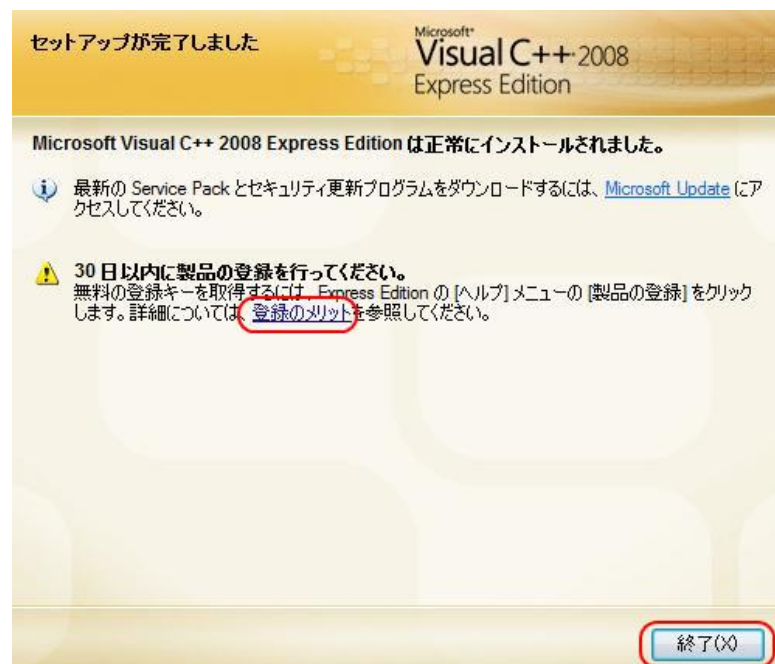 セットアップが完了しました
Microsoft
Visual C++ 2008
Express Edition
Microsoft Visual C++ 2008 Express Edition は正常にインストールされました。
最新の Service Pack とセキュリティ更新プログラムをダウンロードするには、Microsoft Update にア
クセスしてください。
30 日以内に製品の登録を行ってください。
無料の登録キーを取得するには、Express Edition の [ヘルプ] メニューの [製品の登録] をクリック
します。詳細については、登録のメリットを参照してください。
終了(X)